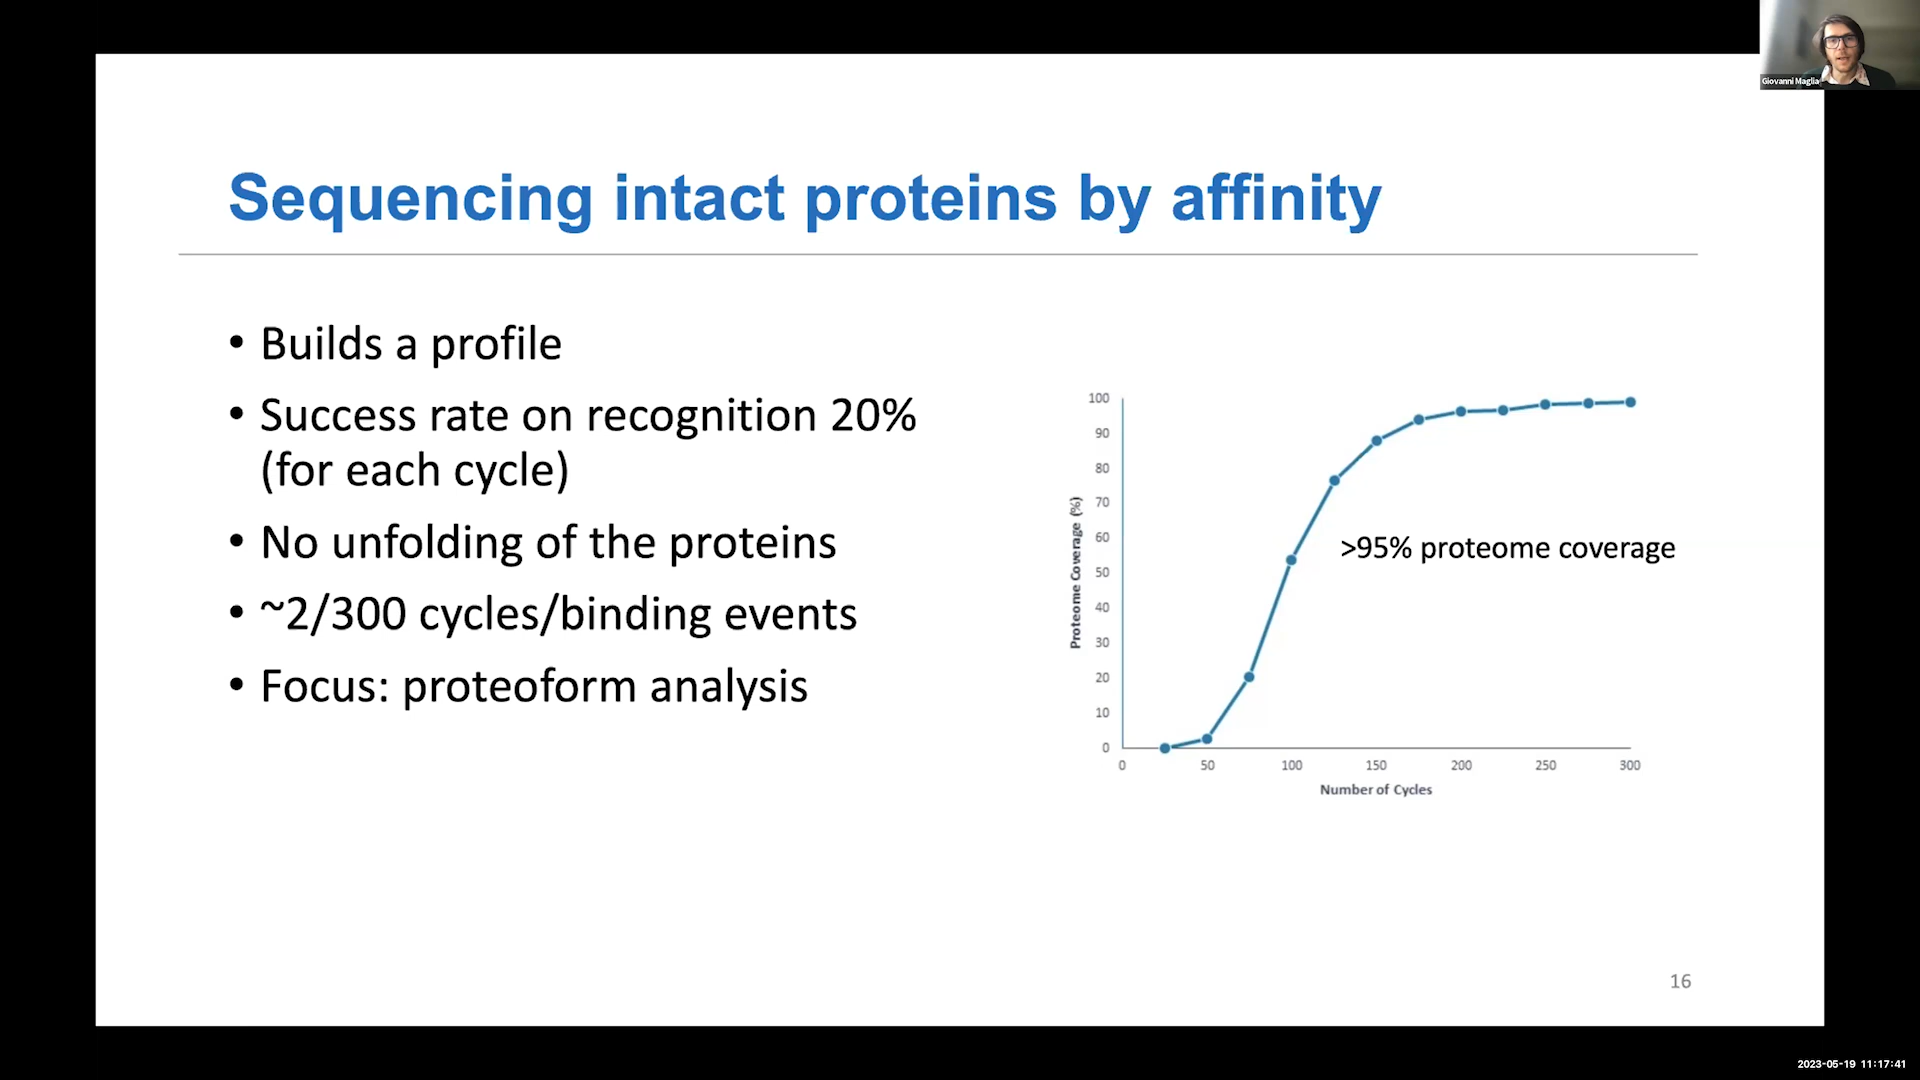 Giovanni Maglia
Sequencing intact proteins by affinity
• Builds a profile
• Success rate on recognition 20%
(for each cycle)
• No unfolding of the proteins
• ~2/300 cycles/binding events
• Focus: proteoform analysis
100
90
80
70
60
50
40
30
20
10
0
Proteome Coverage (%)
>95% proteome coverage
0 50 100 150 200 250 300
Number of Cycles
16
2023-05-19 11:17:41